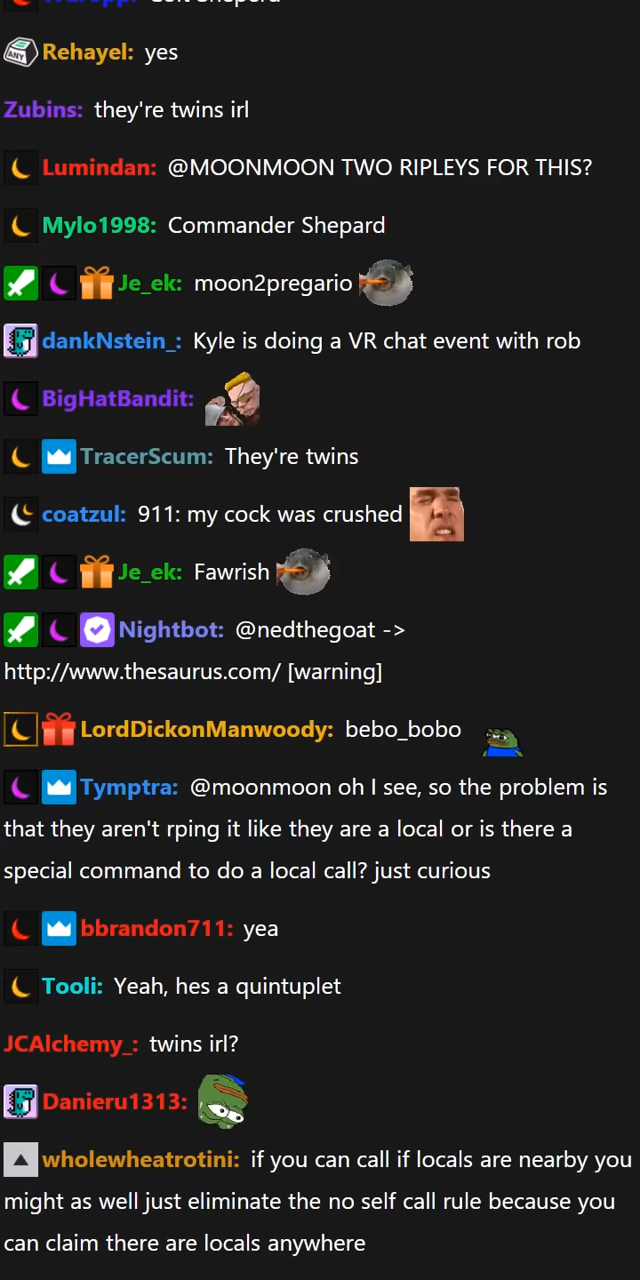 Rehayel: yes
Zubins: they're twins irl
Lumindan: @MOONMOON TWO RIPLEYS FOR THIS?
Mylo1998: Commander Shepard
Je_ek: moon2pregario
dankNstein_: Kyle is doing a VR chat event with rob
BigHatBandit:
TracerScum: They're twins
coatzul: 911: my cock was crushed
Je_ek: Fawrish
Nightbot: @nedthegoat ->
http://www.thesaurus.com/ [warning]
LordDickonManwoody: bebo_bobo
Tymptra: @moonmoon oh I see, so the problem is
that they aren't rping it like they are a local or is there a
special command to do a local call? just curious
bbrandon711: yea
Tooli: Yeah, hes a quintuplet
JCAlchemy_: twins irl?
Danieru1313:
wholewheatrotini: if you can call if locals are nearby you
might as well just eliminate the no self call rule because you
can claim there are locals anywhere